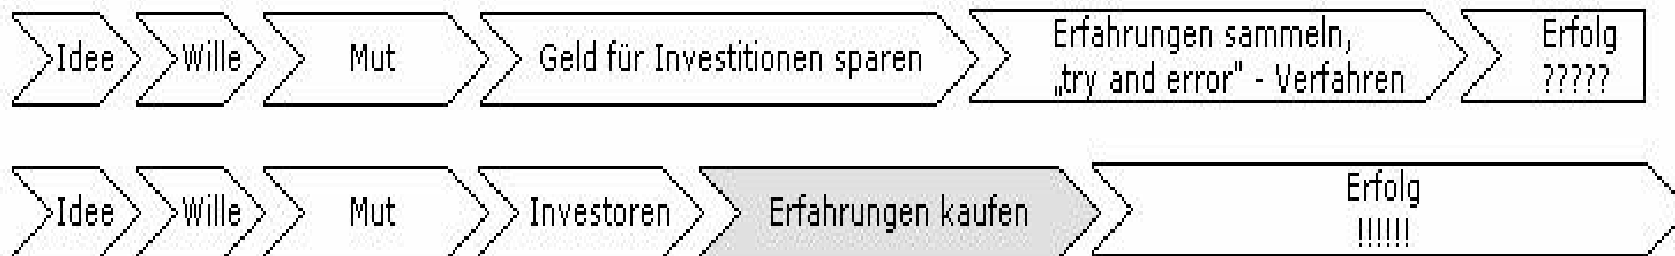 Idee Wille Mut Geld für Investitionen sparen Erfahrungen sammeln, Erfolg
„try and error" - Verfahren ?????
Idee Wille Mut Investoren Erfahrungen kaufen Erfolg
!!!!!!